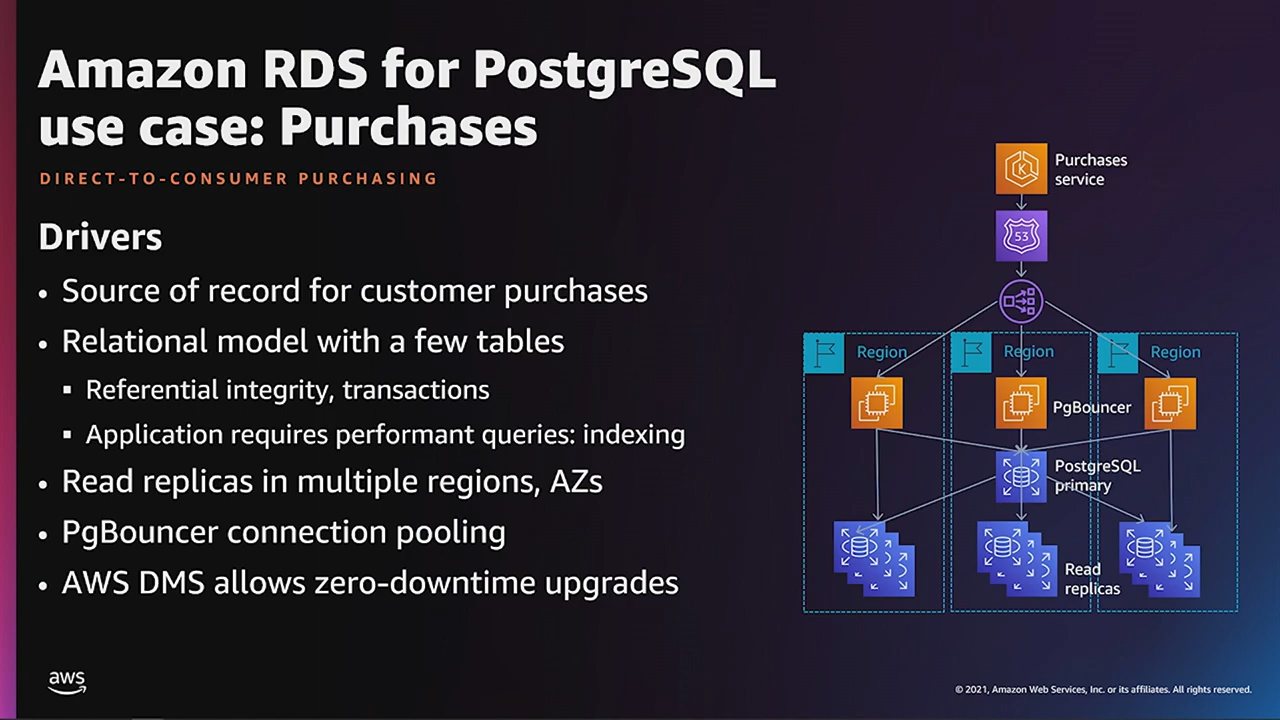 Amazon RDS for PostgreSQL
use case: Purchases
DIRECT-TO-CONSUMER PURCHASING
Drivers
• Source of record for customer purchases
• Relational model with a few tables
▪ Referential integrity, transactions
▪ Application requires performant queries: indexing
• Read replicas in multiple regions, AZs
• PgBouncer connection pooling
• AWS DMS allows zero-downtime upgrades
Purchases
service
K
53
Region
Region
Region
PgBouncer
PostgreSQL
primary
Read
replicas
aws
© 2021, Amazon Web Services, Inc. or its affiliates. All rights reserved.